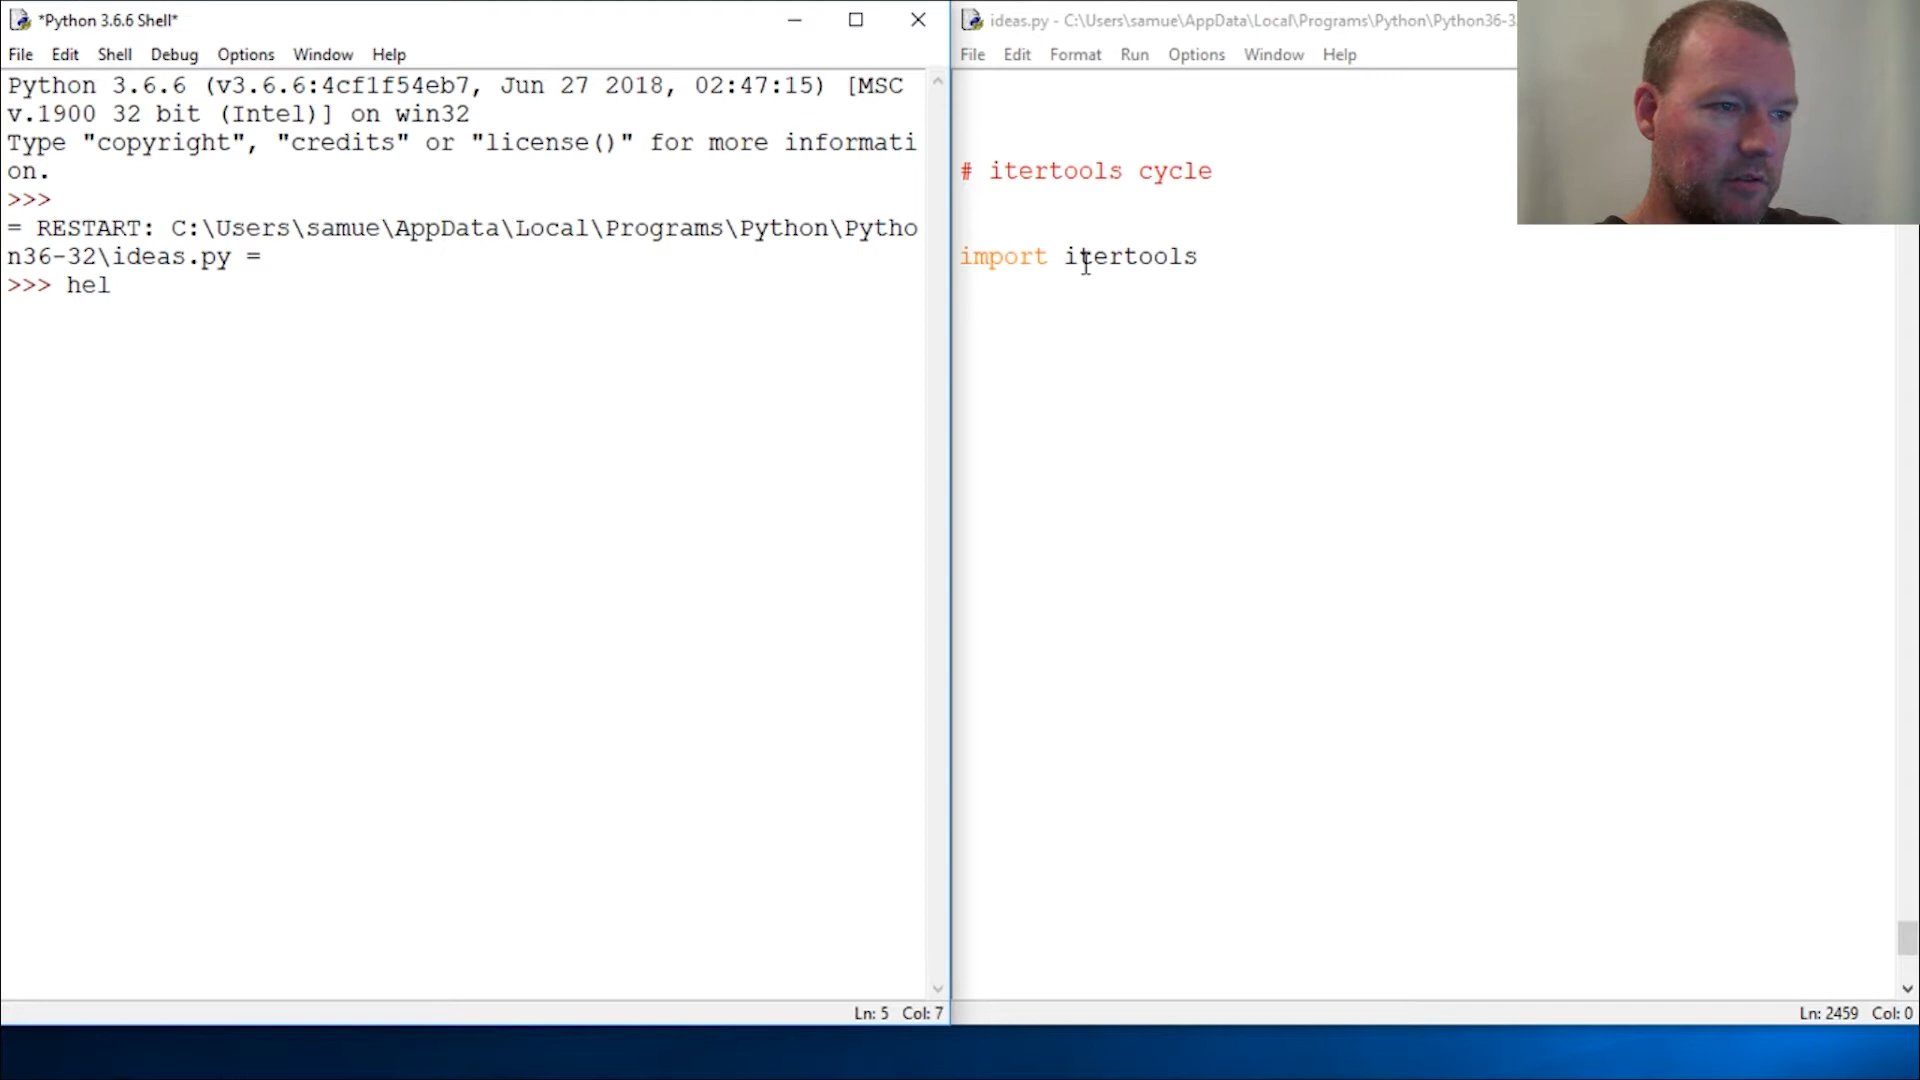 *Python 3.6.6 Shell*
File Edit Shell Debug Options Window Help
Python 3.6.6 (v3.6.6:4cf1f54eb7, Jun 27 2018, 02:47:15) [MSC
v.1900 32 bit (Intel)] on win32
Type "copyright", "credits" or "license()" for more informati
on.
>>>
= RESTART: C:\Users\samue\AppData\Local\Programs\Python\Pytho
n36-32\ideas.py =
>>> hel
Ln: 5 Col: 7
ideas.py - C:\Users\samue\AppData\Local\Programs\Python\Python36-3
File Edit Format Run Options Window Help
# itertools cycle
import itertools
Ln: 2459 Col: 0